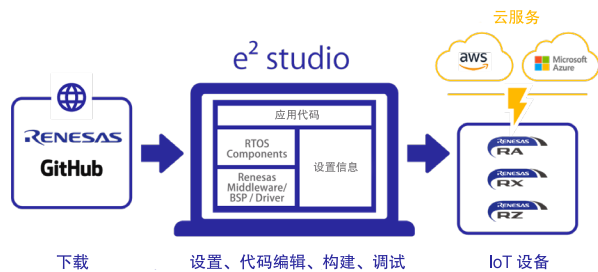 云服务
aws
Microsoft
Azure
e² studio
RENESAS
GitHub
应用代码
RTOS
Components
Renesas
Middleware/
BSP / Driver
设置信息
RENESAS
RA
RENESAS
RX
RENESAS
RZ
下载
设置、代码编辑、构建、调试
IoT 设备